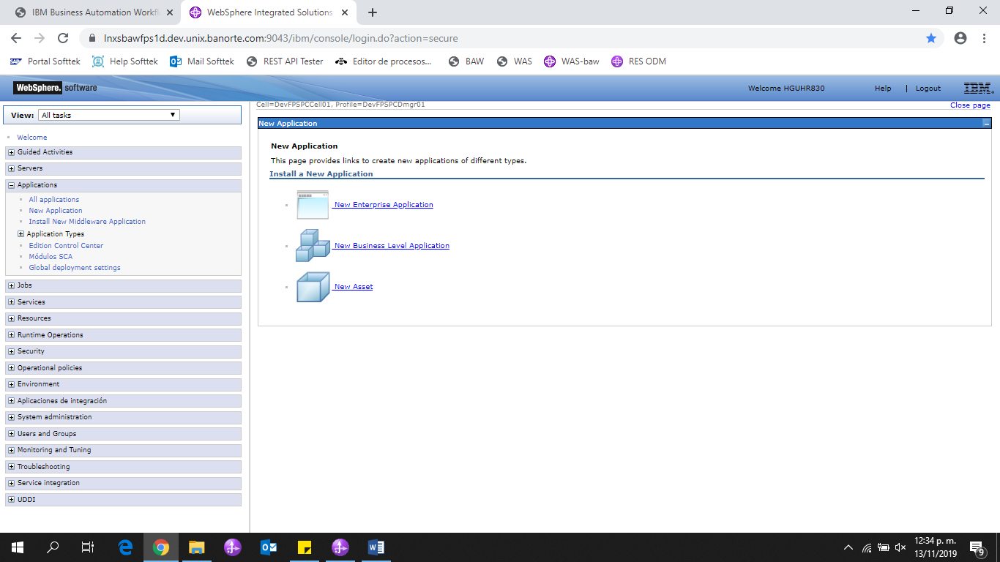 IBM Business Automation Workfl
WebSphere Integrated Solutions
lnxsbawfps1d.dev.unix.banorte.com:9043/ibm/console/login.do?action=secure
Portal Softtek
Help Softtek
Mail Softtek
REST API Tester
Editor de procesos...
BAW
WAS
WAS-baw
RES ODM
WebSphere. software
Welcome HGUHR830
Help | Logout
IBM.
View: All tasks
Cell=DevFPSPCCell01, Profile=DevFPSPCDmgr01
Close page
Welcome
Guided Activities
Servers
Applications
All applications
New Application
Install New Middleware Application
Application Types
Edition Control Center
Módulos SCA
Global deployment settings
Jobs
Services
Resources
Runtime Operations
Security
Operational policies
Environment
Aplicaciones de integración
System administration
Users and Groups
Monitoring and Tuning
Troubleshooting
Service integration
UDDI
New Application
New Application
This page provides links to create new applications of different types.
Install a New Application
New Enterprise Application
New Business Level Application
New Asset
12:34 p. m.
13/11/2019
9